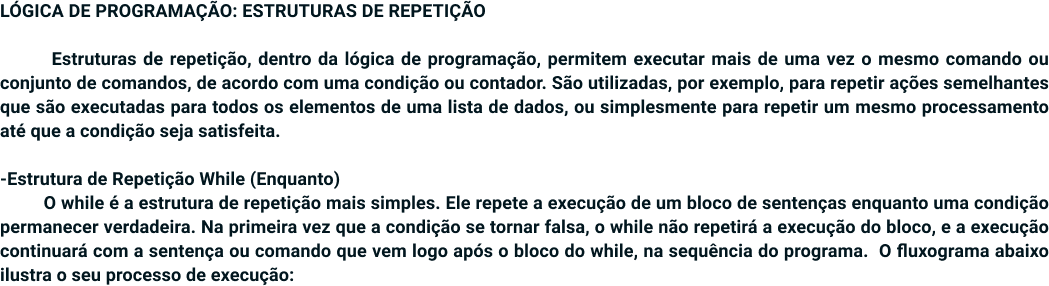 LÓGICA DE PROGRAMAÇÃO: ESTRUTURAS DE REPETIÇÃO
Estruturas de repetição, dentro da lógica de programação, permitem executar mais de uma vez o mesmo comando ou
conjunto de comandos, de acordo com uma condição ou contador. São utilizadas, por exemplo, para repetir ações semelhantes
que são executadas para todos os elementos de uma lista de dados, ou simplesmente para repetir um mesmo processamento
até que a condição seja satisfeita.
-Estrutura de Repetição While (Enquanto)
O while é a estrutura de repetição mais simples. Ele repete a execução de um bloco de sentenças enquanto uma condição
permanecer verdadeira. Na primeira vez que a condição se tornar falsa, o while não repetirá a execução do bloco, e a execução
continuará com a sentença ou comando que vem logo após o bloco do while, na sequência do programa.  O fluxograma abaixo
ilustra o seu processo de execução: